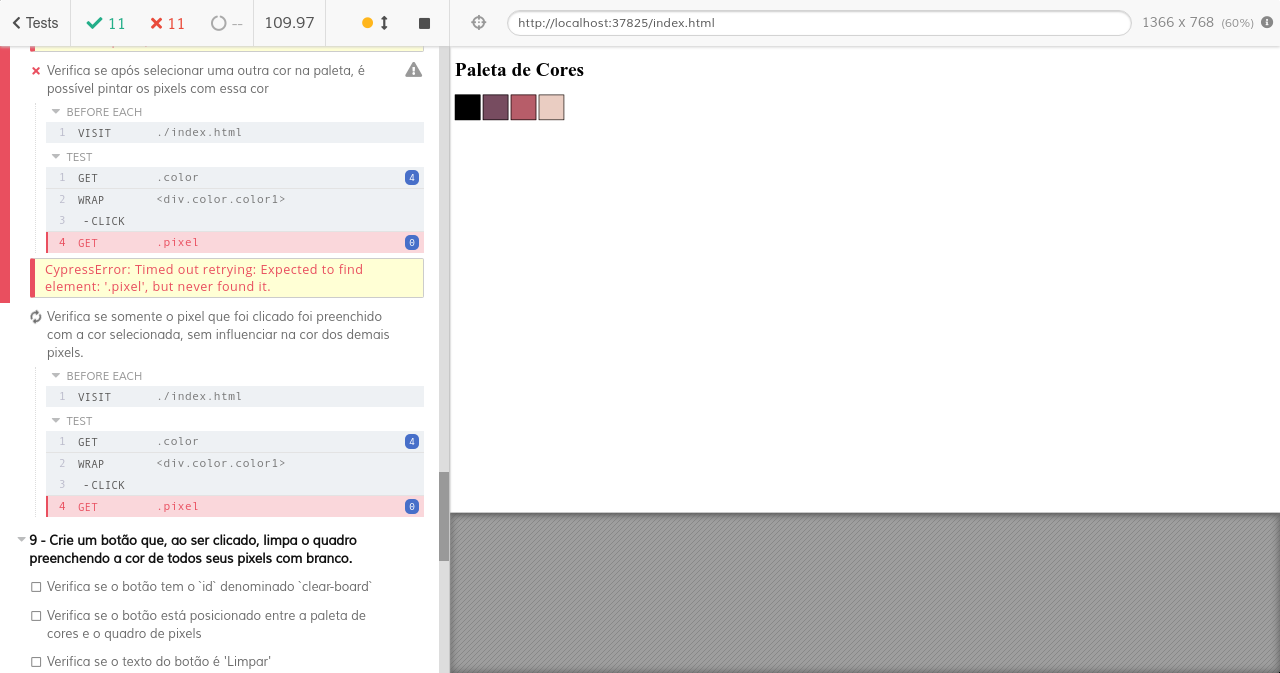 Tests
11
11
--
109.97
http://localhost:37825/index.html
1366 x 768 (60%)
Verifica se após selecionar uma outra cor na paleta, é
possível pintar os pixels com essa cor
BEFORE EACH
1 VISIT ./index.html
TEST
1 GET .color 4
2 WRAP <div.color.color1>
3 -CLICK
4 GET .pixel 0
CypressError: Timed out retrying: Expected to find
element: '.pixel', but never found it.
Verifica se somente o pixel que foi clicado foi preenchido
com a cor selecionada, sem influenciar na cor dos demais
pixels.
BEFORE EACH
1 VISIT ./index.html
TEST
1 GET .color 4
2 WRAP <div.color.color1>
3 -CLICK
4 GET .pixel 0
9 - Crie um botão que, ao ser clicado, limpa o quadro
preenchendo a cor de todos seus pixels com branco.
Verifica se o botão tem o `id` denominado `clear-board`
Verifica se o botão está posicionado entre a paleta de
cores e o quadro de pixels
Verifica se o texto do botão é 'Limpar'
Paleta de Cores